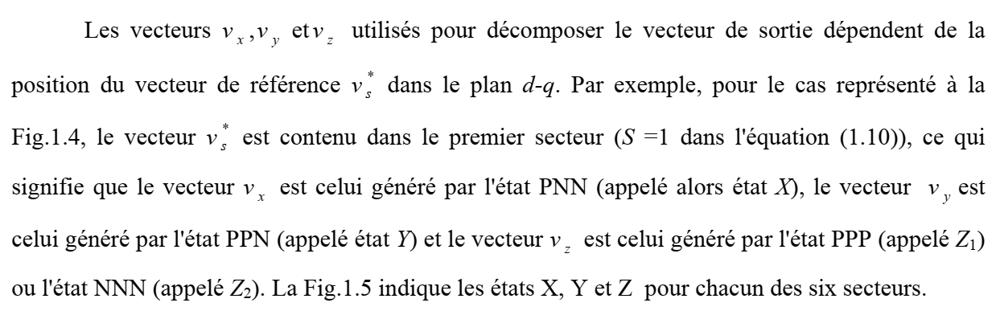 Les vecteurs v_x, v_y et v_z utilisés pour décomposer le vecteur de sortie dépendent de la
position du vecteur de référence v_s^* dans le plan d-q. Par exemple, pour le cas représenté à la
Fig.1.4, le vecteur v_s^* est contenu dans le premier secteur (S =1 dans l'équation (1.10)), ce qui
signifie que le vecteur v_x est celui généré par l'état PNN (appelé alors état X), le vecteur v_y est
celui généré par l'état PPN (appelé état Y) et le vecteur v_z est celui généré par l'état PPP (appelé Z₁)
ou l'état NNN (appelé Z₂). La Fig.1.5 indique les états X, Y et Z pour chacun des six secteurs.